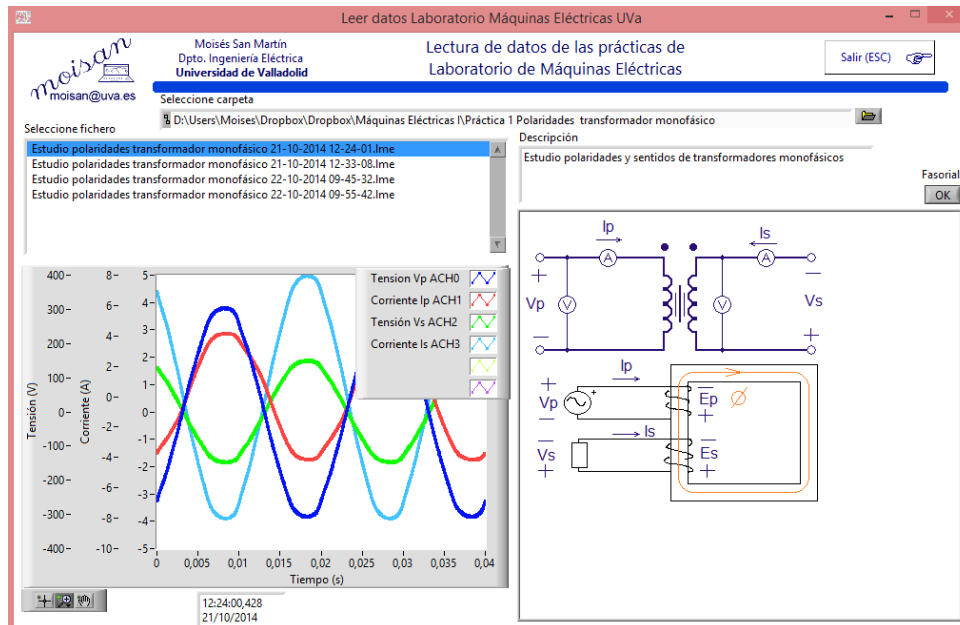 Leer datos Laboratorio Máquinas Eléctricas UVa
moisan
moisan@uva.es
Moisés San Martín
Dpto. Ingeniería Eléctrica
Universidad de Valladolid
Lectura de datos de las prácticas de
Laboratorio de Máquinas Eléctricas
Salir (ESC)
Seleccione carpeta
D:\Users\Moises\Dropbox\Dropbox\Máquinas Eléctricas I\Práctica 1 Polaridades  transformador monofásico
Seleccione fichero
Estudio polaridades transformador monofásico 21-10-2014 12-24-01.lme
Estudio polaridades transformador monofásico 21-10-2014 12-33-08.lme
Estudio polaridades transformador monofásico 22-10-2014 09-45-32.lme
Estudio polaridades transformador monofásico 22-10-2014 09-55-42.lme
Descripción
Estudio polaridades y sentidos de transformadores monofásicos
Fasorial
OK
Tensión (V)
400-
300-
200-
100-
0-
-100-
-200-
-300-
-400-
Corriente (A)
8-
6-
4-
2-
0-
-2-
-4-
-6-
-8-
-10-
5-
4-
3-
2-
1-
0-
-1-
-2-
-3-
-4-
-5-
0 0,005 0,01 0,015 0,02 0,025 0,03 0,035 0,04
Tiempo (s)
Tension Vp ACH0
Corriente Ip ACH1
Tensión Vs ACH2
Corriente Is ACH3
12:24:00,428
21/10/2014
Ip
Is
A
A
+
−
Vp
V
V
Vs
−
+
Ip
+
Vp
−
+
Ep
+
Ø
Is
−
Vs
+
Es
+